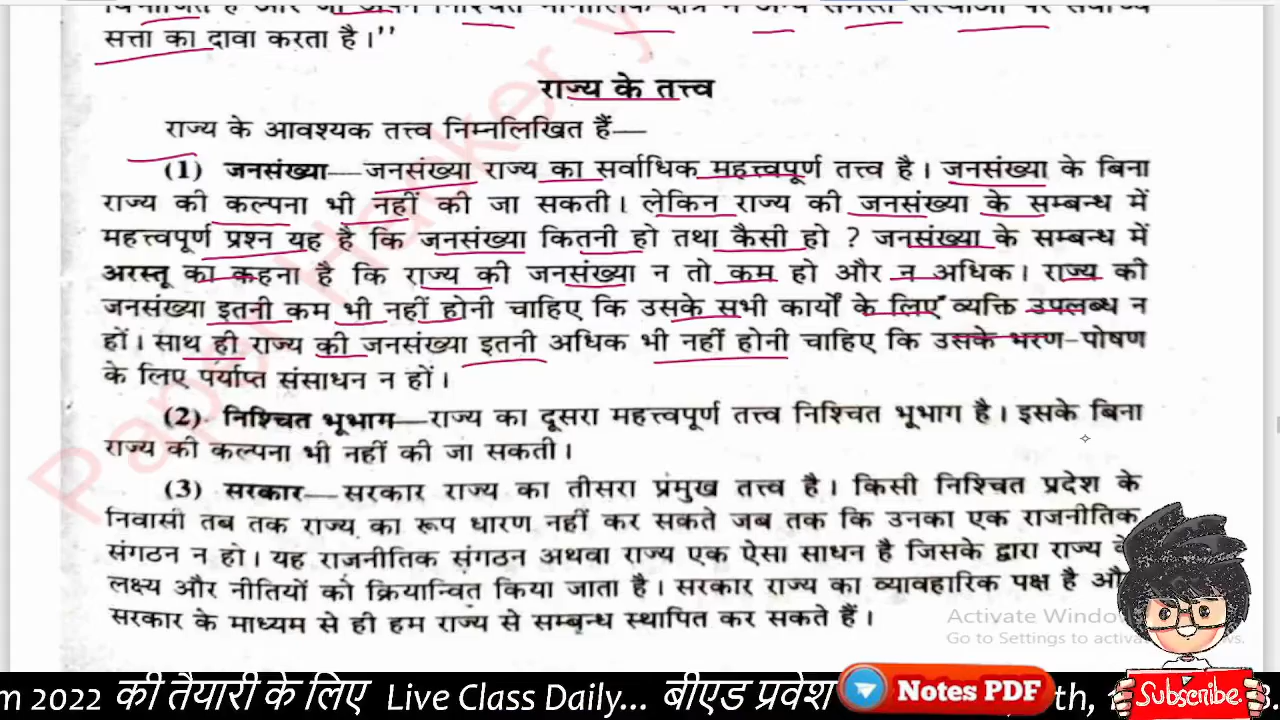 सत्ता का दावा करता है।’’
राज्य के तत्त्व
राज्य के आवश्यक तत्त्व निम्नलिखित हैं—
(1) जनसंख्या—जनसंख्या राज्य का सर्वाधिक महत्त्वपूर्ण तत्त्व है। जनसंख्या के बिना
राज्य की कल्पना भी नहीं की जा सकती। लेकिन राज्य की जनसंख्या के सम्बन्ध में
महत्त्वपूर्ण प्रश्न यह है कि जनसंख्या कितनी हो तथा कैसी हो ? जनसंख्या के सम्बन्ध में
अरस्तू का कहना है कि राज्य की जनसंख्या न तो कम हो और न अधिक। राज्य की
जनसंख्या इतनी कम भी नहीं होनी चाहिए कि उसके सभी कार्यों के लिए व्यक्ति उपलब्ध न
हों। साथ ही राज्य की जनसंख्या इतनी अधिक भी नहीं होनी चाहिए कि उसके भरण-पोषण
के लिए पर्याप्त संसाधन न हों।
(2) निश्चित भूभाग—राज्य का दूसरा महत्त्वपूर्ण तत्त्व निश्चित भूभाग है। इसके बिना
राज्य की कल्पना भी नहीं की जा सकती।
(3) सरकार—सरकार राज्य का तीसरा प्रमुख तत्त्व है। किसी निश्चित प्रदेश के
निवासी तब तक राज्य का रूप धारण नहीं कर सकते जब तक कि उनका एक राजनीतिक
संगठन न हो। यह राजनीतिक संगठन अथवा राज्य एक ऐसा साधन है जिसके द्वारा राज्य
लक्ष्य और नीतियों को क्रियान्वित किया जाता है। सरकार राज्य का व्यावहारिक पक्ष है
सरकार के माध्यम से ही हम राज्य से सम्बन्ध स्थापित कर सकते हैं।
Activate Windo
Go to Settings to activa
m 2022 की तैयारी के लिए Live Class Daily... बीएड प्रवेश
Notes PDF
th,
Subscribe